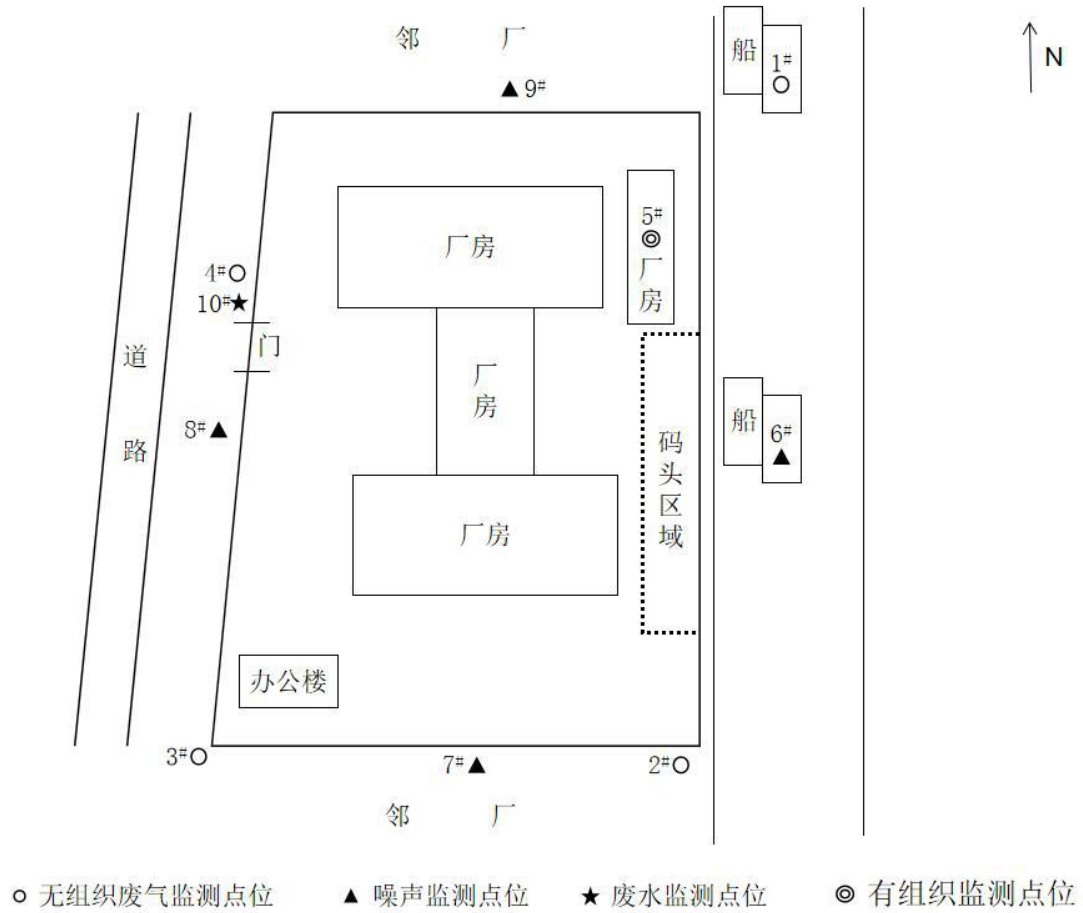 邻 厂
船
1#
N
9#
5#
厂房
厂房
4#
10#
门
道路
厂房
8#
码头区域
船
6#
厂房
办公楼
3#
7#
2#
邻 厂
无组织废气监测点位 噪声监测点位 废水监测点位 有组织监测点位